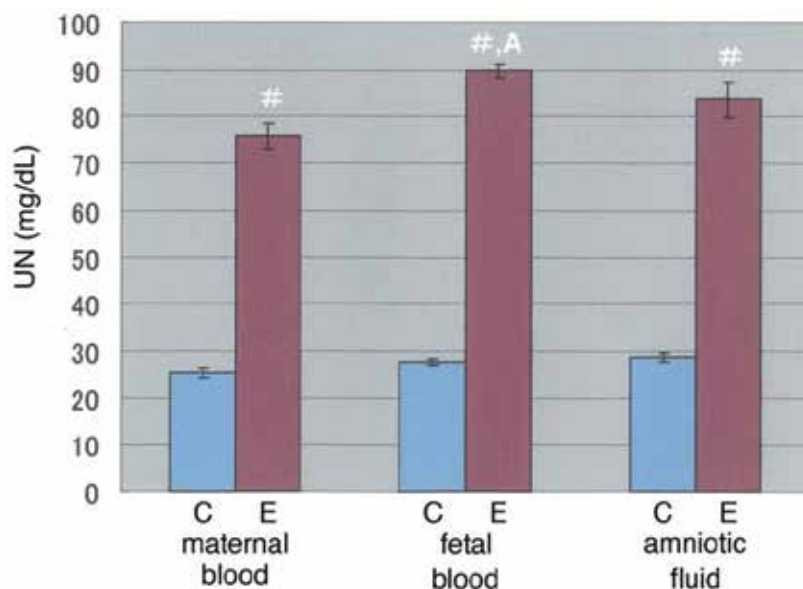 UN (mg/dL)
100
90
80
70
60
50
40
30
20
10
0
#
#,A
#
C E C E C E
maternal blood
fetal blood
amniotic fluid